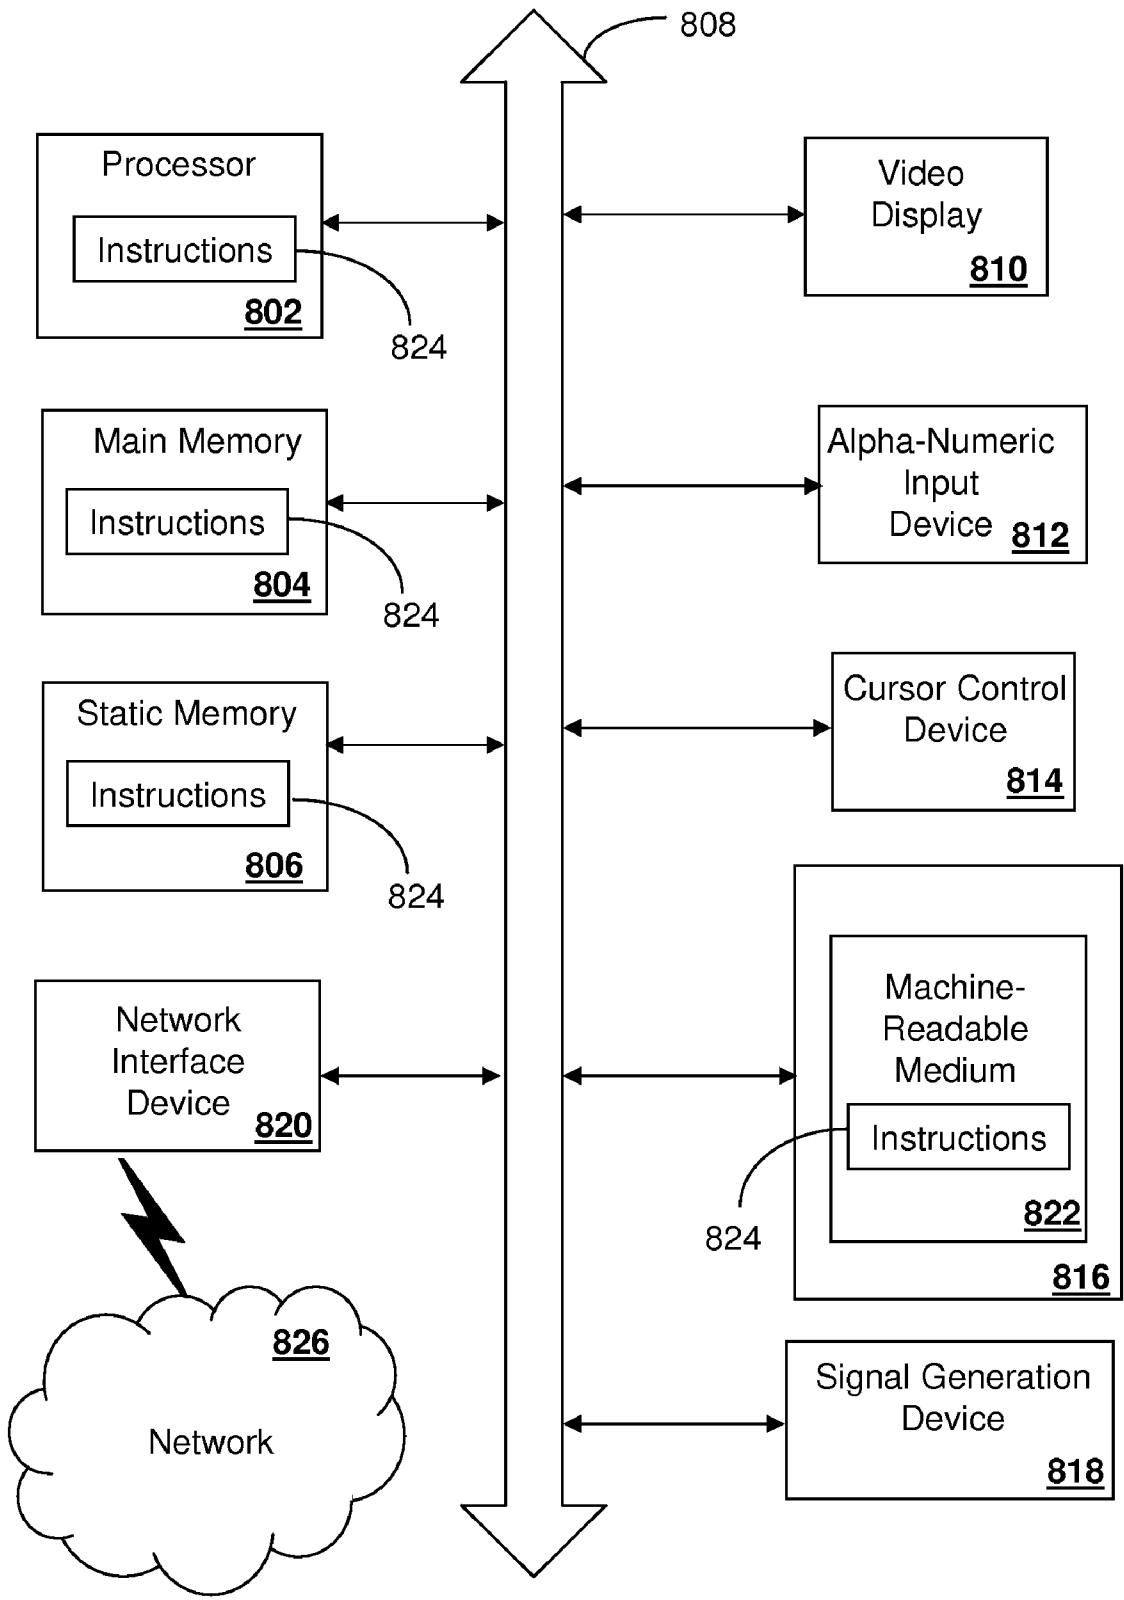 808
Processor
Instructions
802
824
Main Memory
Instructions
804
824
Static Memory
Instructions
806
824
Network
Interface
Device
820
826
Network
Video
Display
810
Alpha-Numeric
Input
Device
812
Cursor Control
Device
814
Machine-
Readable
Medium
Instructions
824
822
816
Signal Generation
Device
818